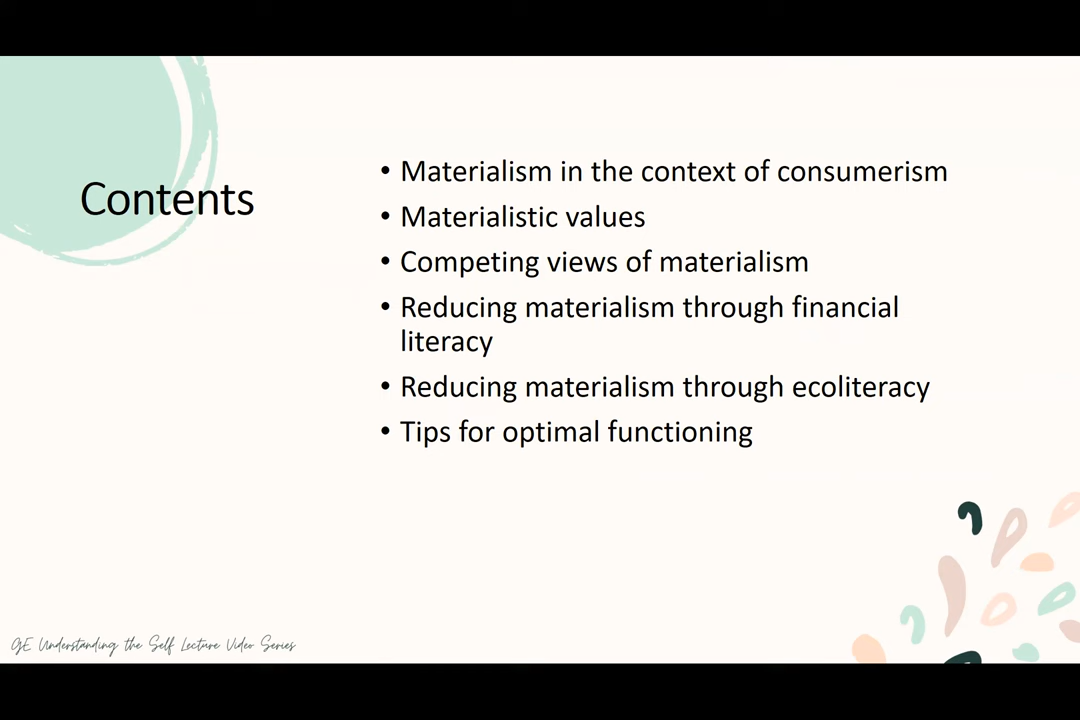 Contents
• Materialism in the context of consumerism
• Materialistic values
• Competing views of materialism
• Reducing materialism through financial
literacy
• Reducing materialism through ecoliteracy
• Tips for optimal functioning
GE Understanding the Self Lecture Video Series